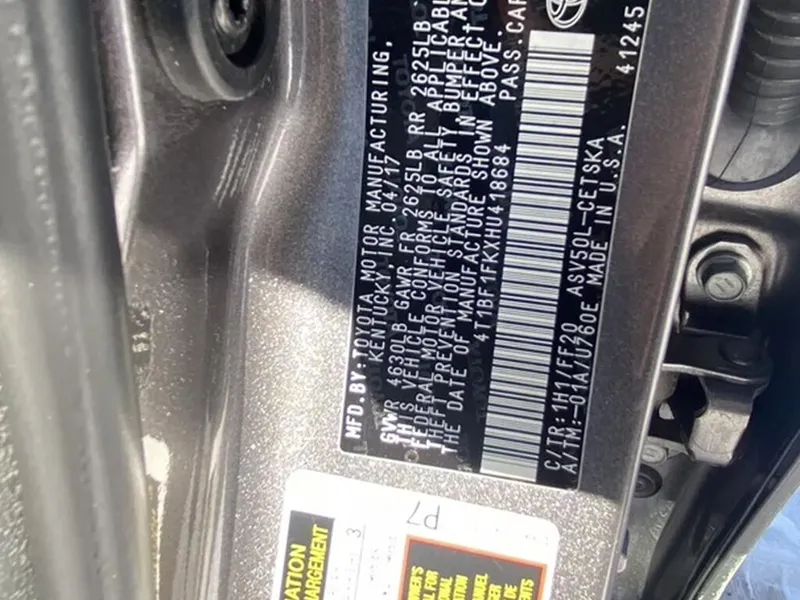 MFD.BY:TOYOTA MOTOR MANUFACTURING,
KENTUCKY, INC. 04/17
GVWR 4630LB GAWR FR 2625LB RR 2625LB
THIS VEHICLE CONFORMS TO ALL APPLICABLE
FEDERAL MOTOR VEHICLE SAFETY, BUMPER AND
THEFT PREVENTION STANDARDS IN EFFECT
THE DATE OF MANUFACTURE SHOWN ABOVE.
4T1BF1FKXHU418684 PASS.CAR
C/TR:1H1/FF20 ASV50L-CETSKA
A/TM:-01A/U760E MADE IN U.S.A. 41245
P7
3